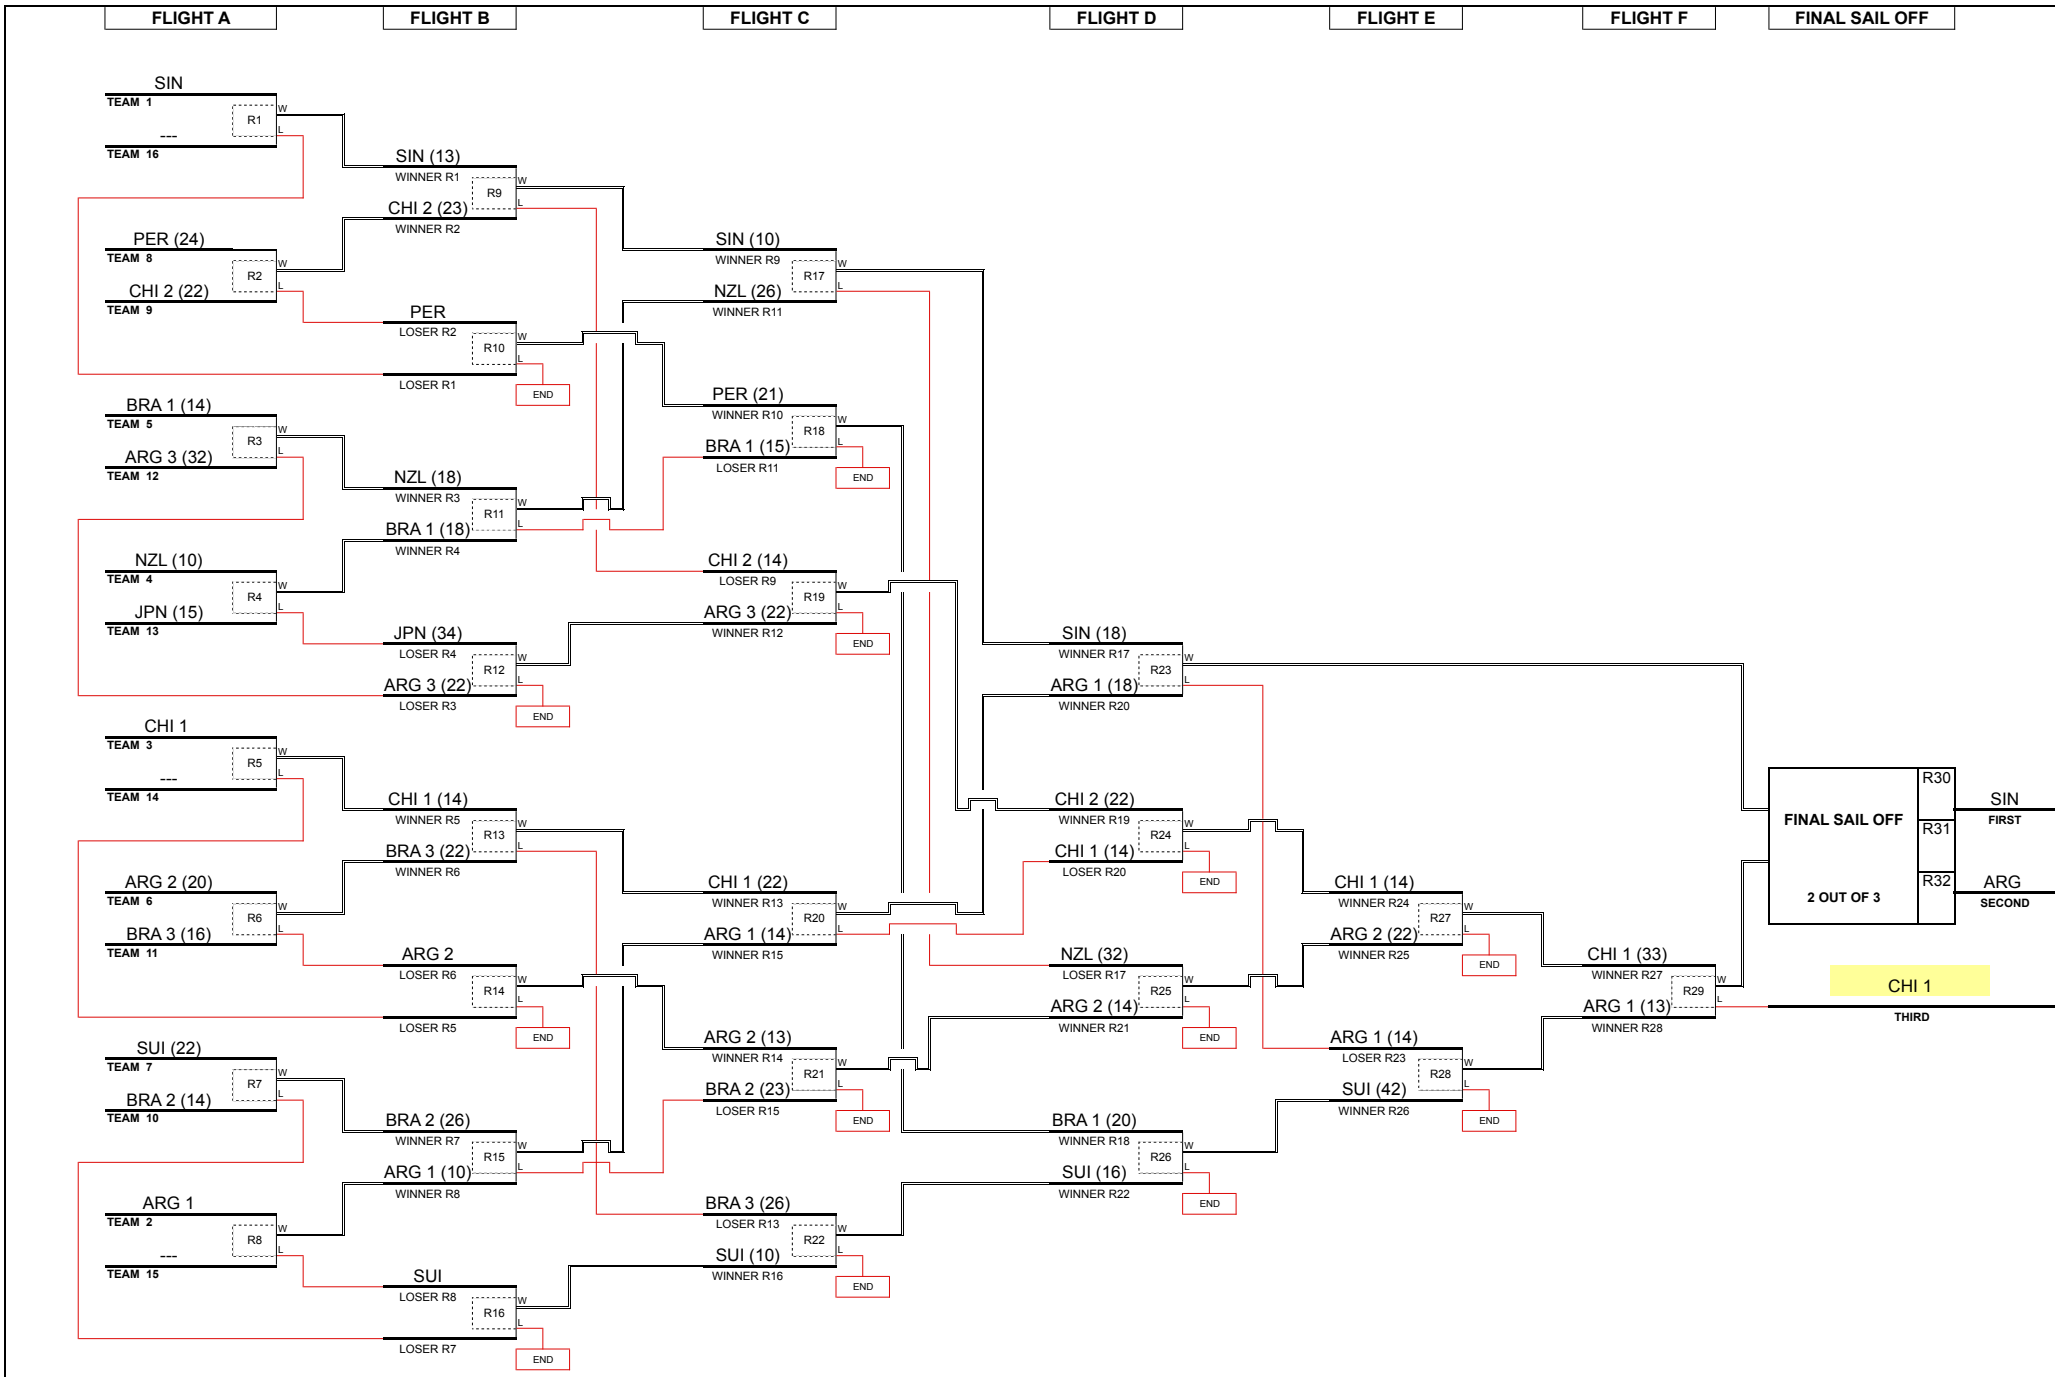 FLIGHT A
FLIGHT B
FLIGHT C
FLIGHT D
FLIGHT E
FLIGHT F
FINAL SAIL OFF
SIN
TEAM 1
R1
W
L
---
TEAM 16
PER (24)
TEAM 8
R2
W
L
CHI 2 (22)
TEAM 9
BRA 1 (14)
TEAM 5
R3
W
L
ARG 3 (32)
TEAM 12
NZL (10)
TEAM 4
R4
W
L
JPN (15)
TEAM 13
CHI 1
TEAM 3
R5
W
L
---
TEAM 14
ARG 2 (20)
TEAM 6
R6
W
L
BRA 3 (16)
TEAM 11
SUI (22)
TEAM 7
R7
W
L
BRA 2 (14)
TEAM 10
ARG 1
TEAM 2
R8
W
L
---
TEAM 15
SIN (13)
WINNER R1
R9
W
L
CHI 2 (23)
WINNER R2
PER
LOSER R2
R10
W
L
LOSER R1
END
NZL (18)
WINNER R3
R11
W
L
BRA 1 (18)
WINNER R4
JPN (34)
LOSER R4
R12
W
L
ARG 3 (22)
LOSER R3
END
CHI 1 (14)
WINNER R5
R13
W
L
BRA 3 (22)
WINNER R6
ARG 2
LOSER R6
R14
W
L
LOSER R5
END
BRA 2 (26)
WINNER R7
R15
W
L
ARG 1 (10)
WINNER R8
SUI
LOSER R8
R16
W
L
LOSER R7
END
SIN (10)
WINNER R9
R17
W
L
NZL (26)
WINNER R11
PER (21)
WINNER R10
R18
W
L
BRA 1 (15)
LOSER R11
END
CHI 2 (14)
LOSER R9
R19
W
L
ARG 3 (22)
WINNER R12
END
CHI 1 (22)
WINNER R13
R20
W
L
ARG 1 (14)
WINNER R15
ARG 2 (13)
WINNER R14
R21
W
L
BRA 2 (23)
LOSER R15
END
BRA 3 (26)
LOSER R13
R22
W
L
SUI (10)
WINNER R16
END
SIN (18)
WINNER R17
R23
W
L
ARG 1 (18)
WINNER R20
CHI 2 (22)
WINNER R19
R24
W
L
CHI 1 (14)
LOSER R20
END
NZL (32)
LOSER R17
R25
W
L
ARG 2 (14)
WINNER R21
END
BRA 1 (20)
WINNER R18
R26
W
L
SUI (16)
WINNER R22
END
CHI 1 (14)
WINNER R24
R27
W
L
ARG 2 (22)
WINNER R25
END
ARG 1 (14)
LOSER R23
R28
W
L
SUI (42)
WINNER R26
END
CHI 1 (33)
WINNER R27
R29
W
L
ARG 1 (13)
WINNER R28
FINAL SAIL OFF
2 OUT OF 3
R30
R31
R32
SIN
FIRST
ARG
SECOND
CHI 1
THIRD